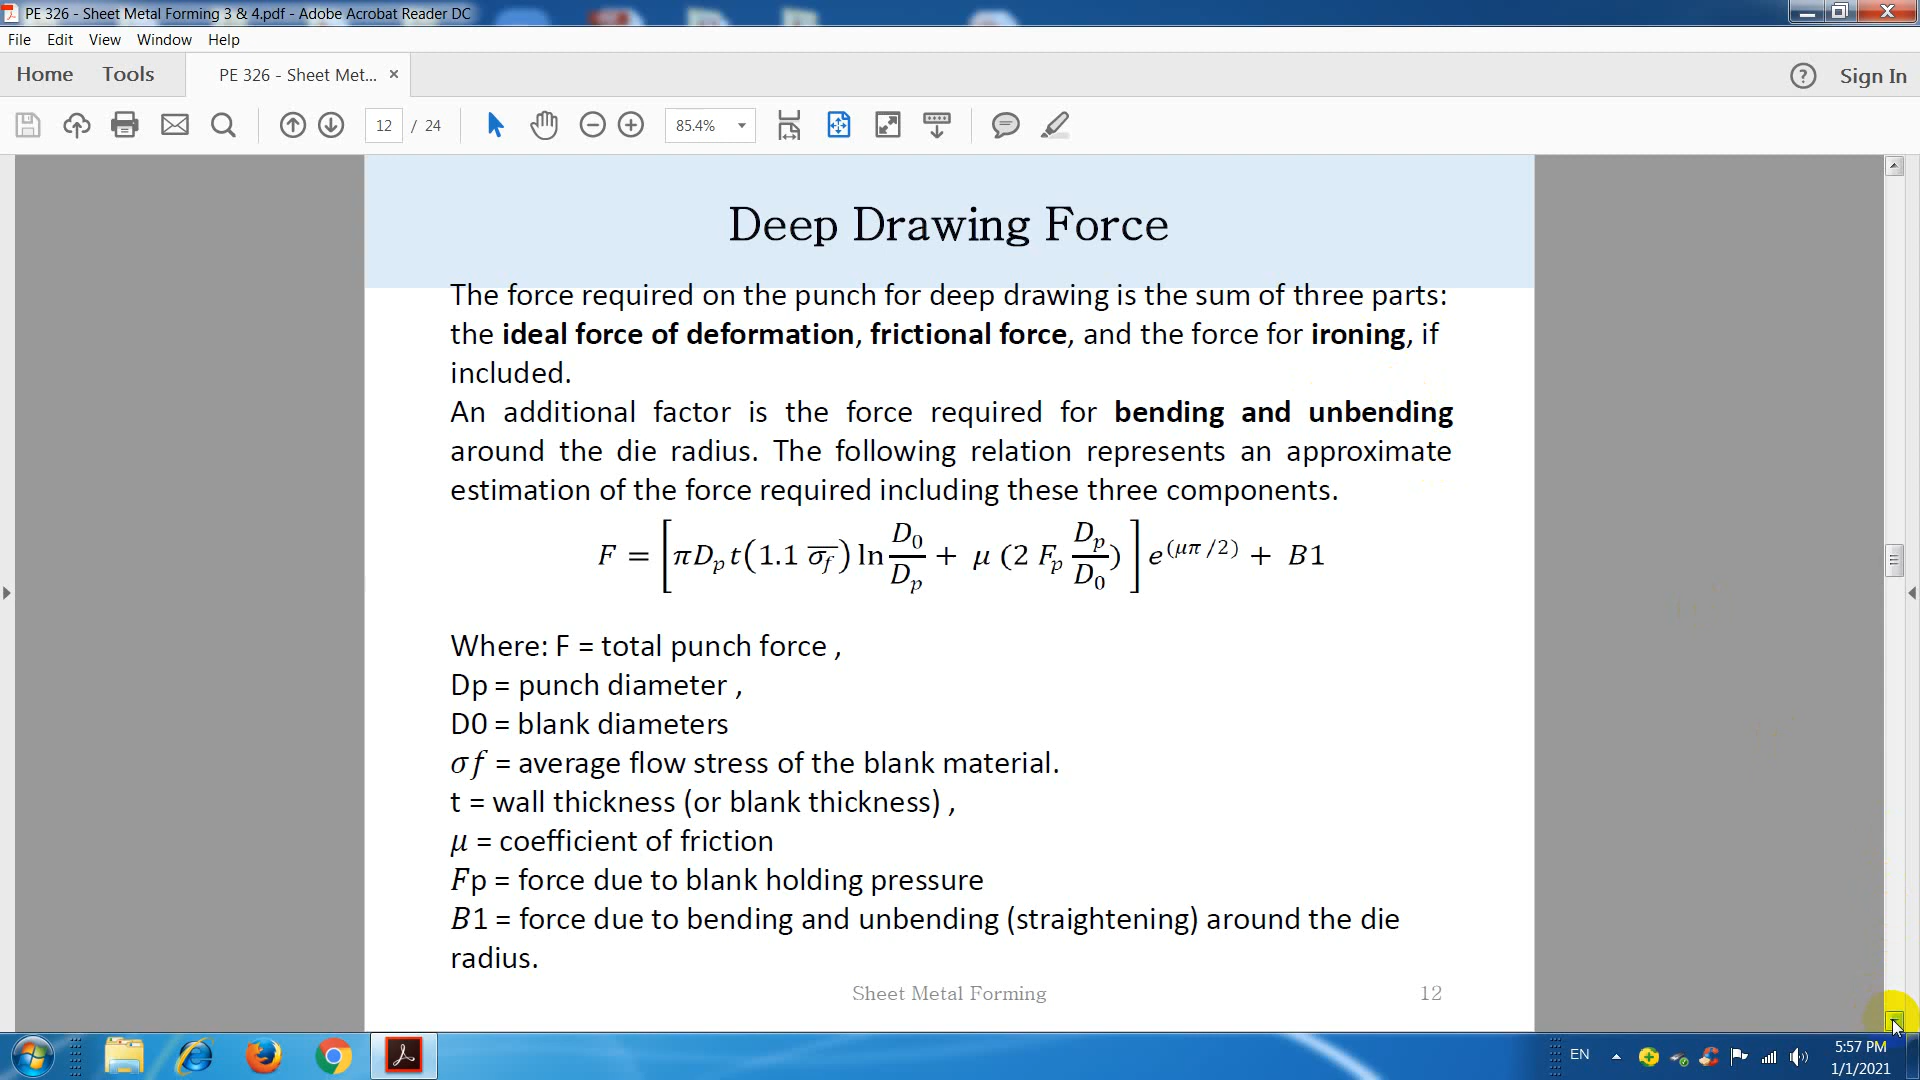 PE 326 - Sheet Metal Forming 3 & 4.pdf - Adobe Acrobat Reader DC
File Edit View Window Help
Home Tools PE 326 - Sheet Met... × ? Sign In
12 / 24 85.4%
Deep Drawing Force
The force required on the punch for deep drawing is the sum of three parts:
the ideal force of deformation, frictional force, and the force for ironing, if
included.
An additional factor is the force required for bending and unbending
around the die radius. The following relation represents an approximate
estimation of the force required including these three components.
F = [πD_p t(1.1 \overline{σ_f}) ln D_0/D_p + μ (2 F_p D_p/D_0)] e^{(μπ/2)} + B1
Where: F = total punch force ,
Dp = punch diameter ,
D0 = blank diameters
σf = average flow stress of the blank material.
t = wall thickness (or blank thickness) ,
μ = coefficient of friction
Fp = force due to blank holding pressure
B1 = force due to bending and unbending (straightening) around the die
radius.
Sheet Metal Forming 12
EN 5:57 PM
1/1/2021